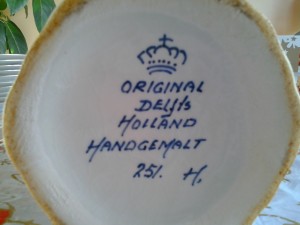 ORIGINAL
Delfts
HOLLAND
HANDGEMALT
251. H.